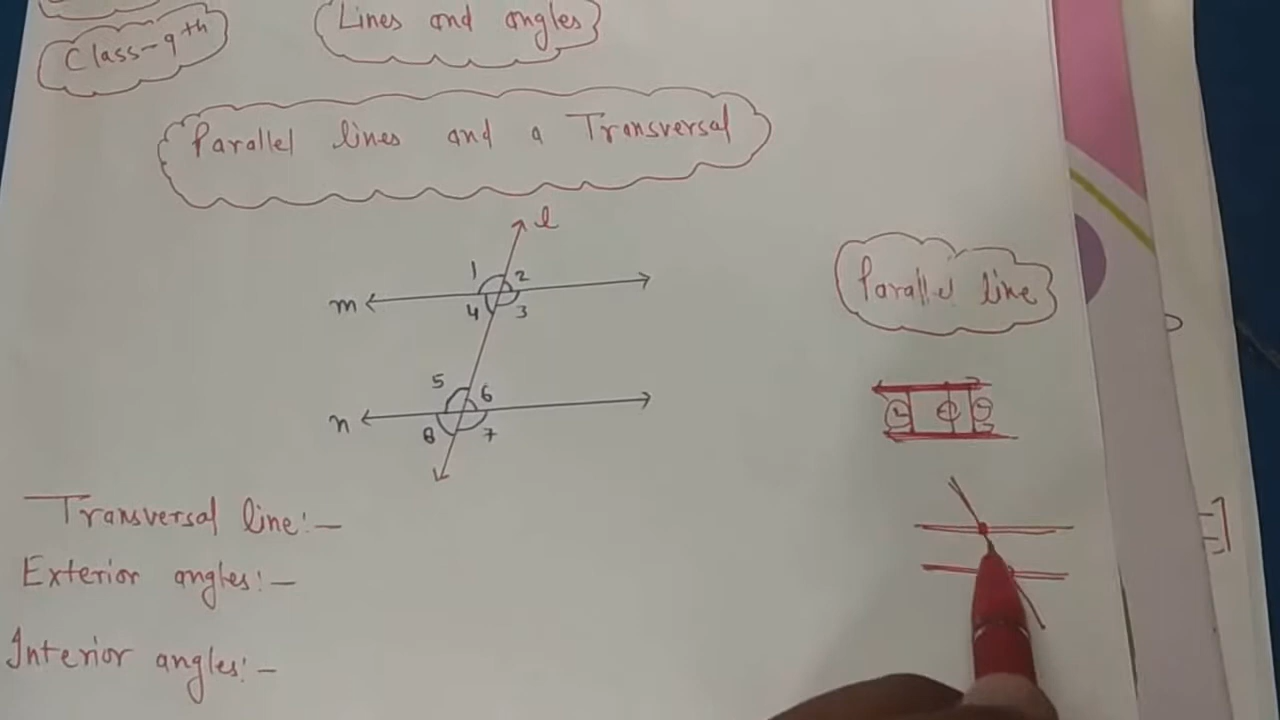 Class-9th
Lines and angles
Parallel lines and a Transversal
l
1 2
m
4 3
5 6
n
8 7
Parallel line
Transversal line:-
Exterior angles:-
Interior angles:-